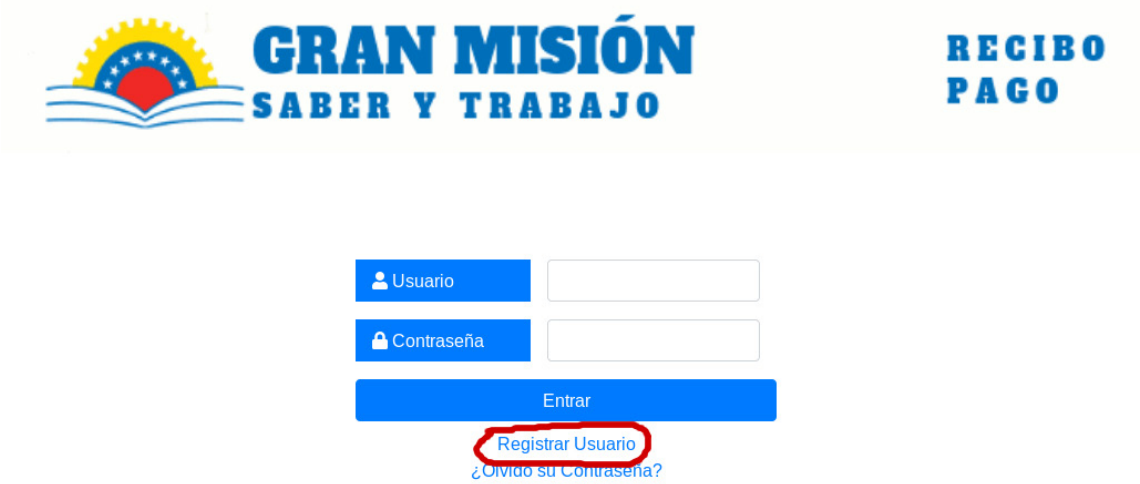 GRAN MISIÓN
SABER Y TRABAJO
RECIBO
PAGO
Usuario
Contraseña
Entrar
Registrar Usuario
¿Olvido su Contraseña?